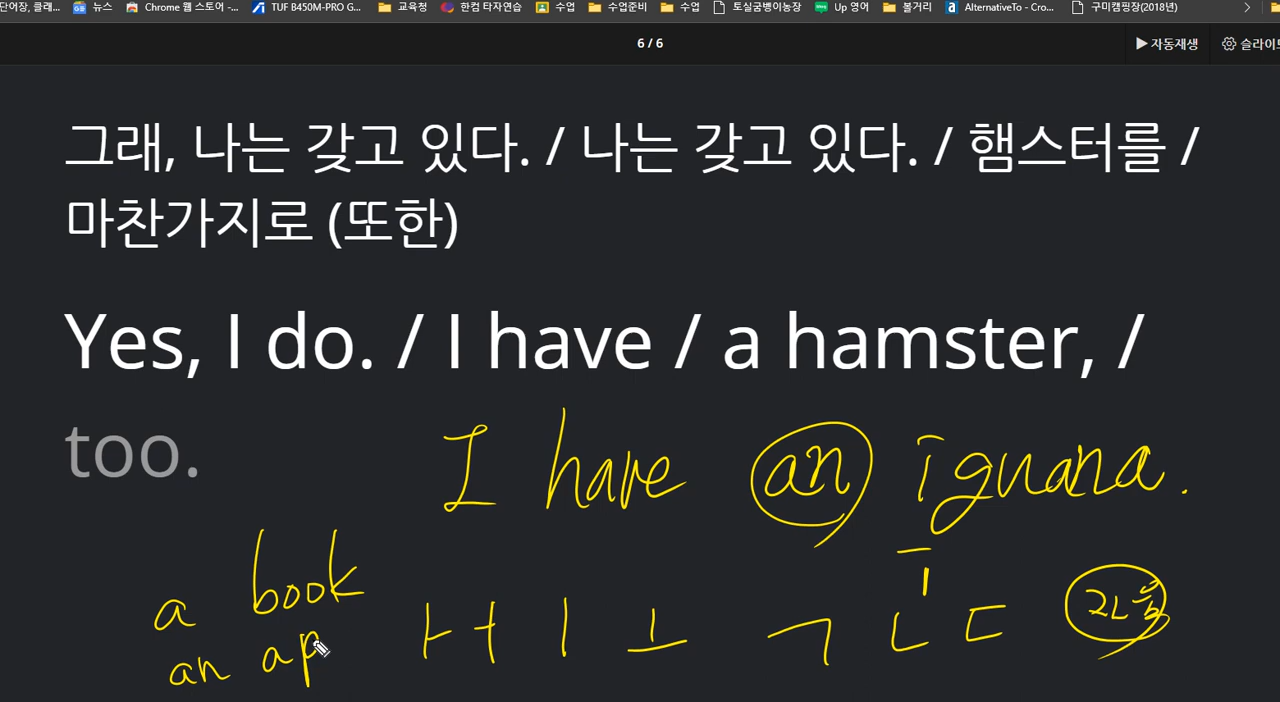 단어장, 클래... 뉴스 Chrome 웹 스토어 -... TUF B450M-PRO G... 교육청 한컴 타자연습 수업 수업준비 수업 토실굼벵이농장 Up 영어 볼거리 AlternativeTo - Cro... 구미캠핑장(2018년)
6 / 6 자동재생 슬라이드
그래, 나는 갖고 있다. / 나는 갖고 있다. / 햄스터를 /
마찬가지로 (또한)
Yes, I do. / I have / a hamster, /
too.
I have an iguana.
a book
an ap
ㅏ ㅓ ㅣ ㅗ ㄱ ㄴ ㄷ